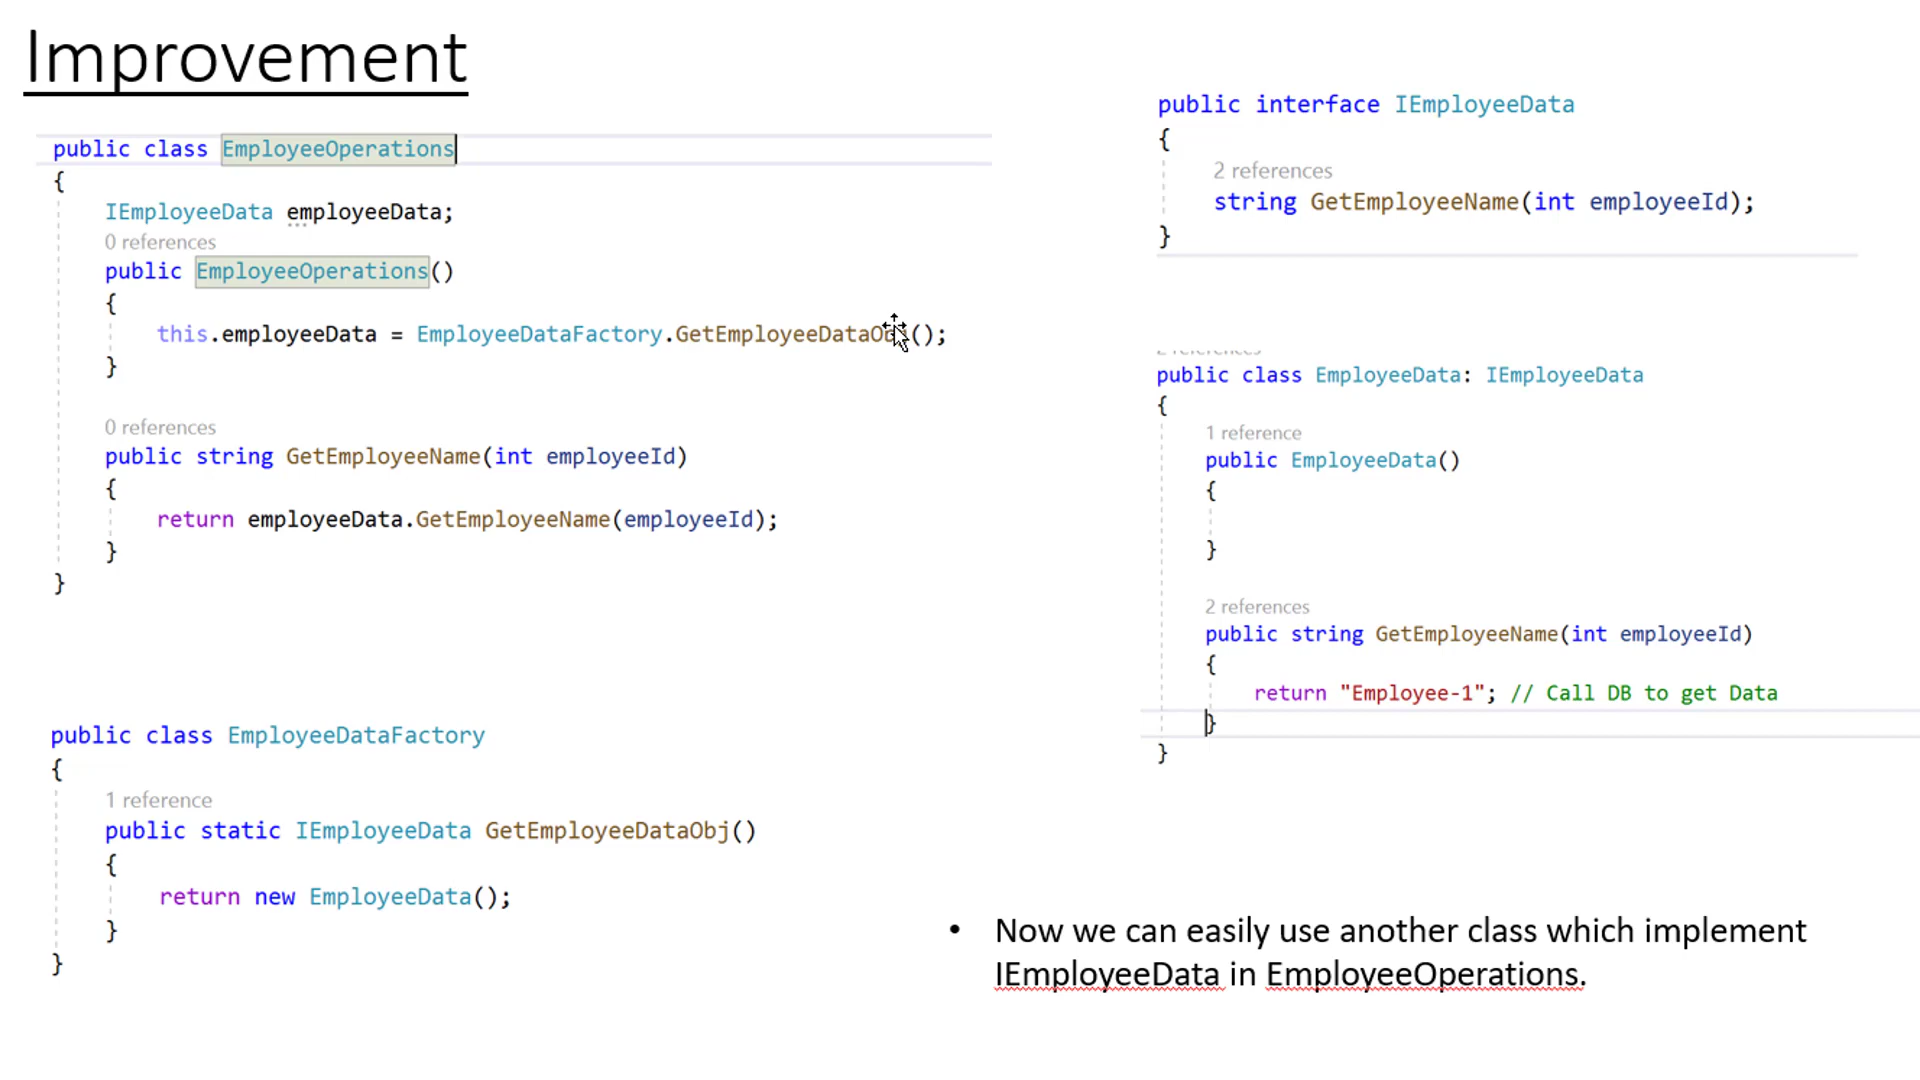 Improvement
public class EmployeeOperations
{
IEmployeeData employeeData;
0 references
public EmployeeOperations()
{
this.employeeData = EmployeeDataFactory.GetEmployeeDataObj();
}
0 references
public string GetEmployeeName(int employeeId)
{
return employeeData.GetEmployeeName(employeeId);
}
}
public class EmployeeDataFactory
{
1 reference
public static IEmployeeData GetEmployeeDataObj()
{
return new EmployeeData();
}
}
public interface IEmployeeData
{
2 references
string GetEmployeeName(int employeeId);
}
2 references
public class EmployeeData: IEmployeeData
{
1 reference
public EmployeeData()
{
}
2 references
public string GetEmployeeName(int employeeId)
{
return "Employee-1"; // Call DB to get Data
}
}
• Now we can easily use another class which implement
IEmployeeData in EmployeeOperations.